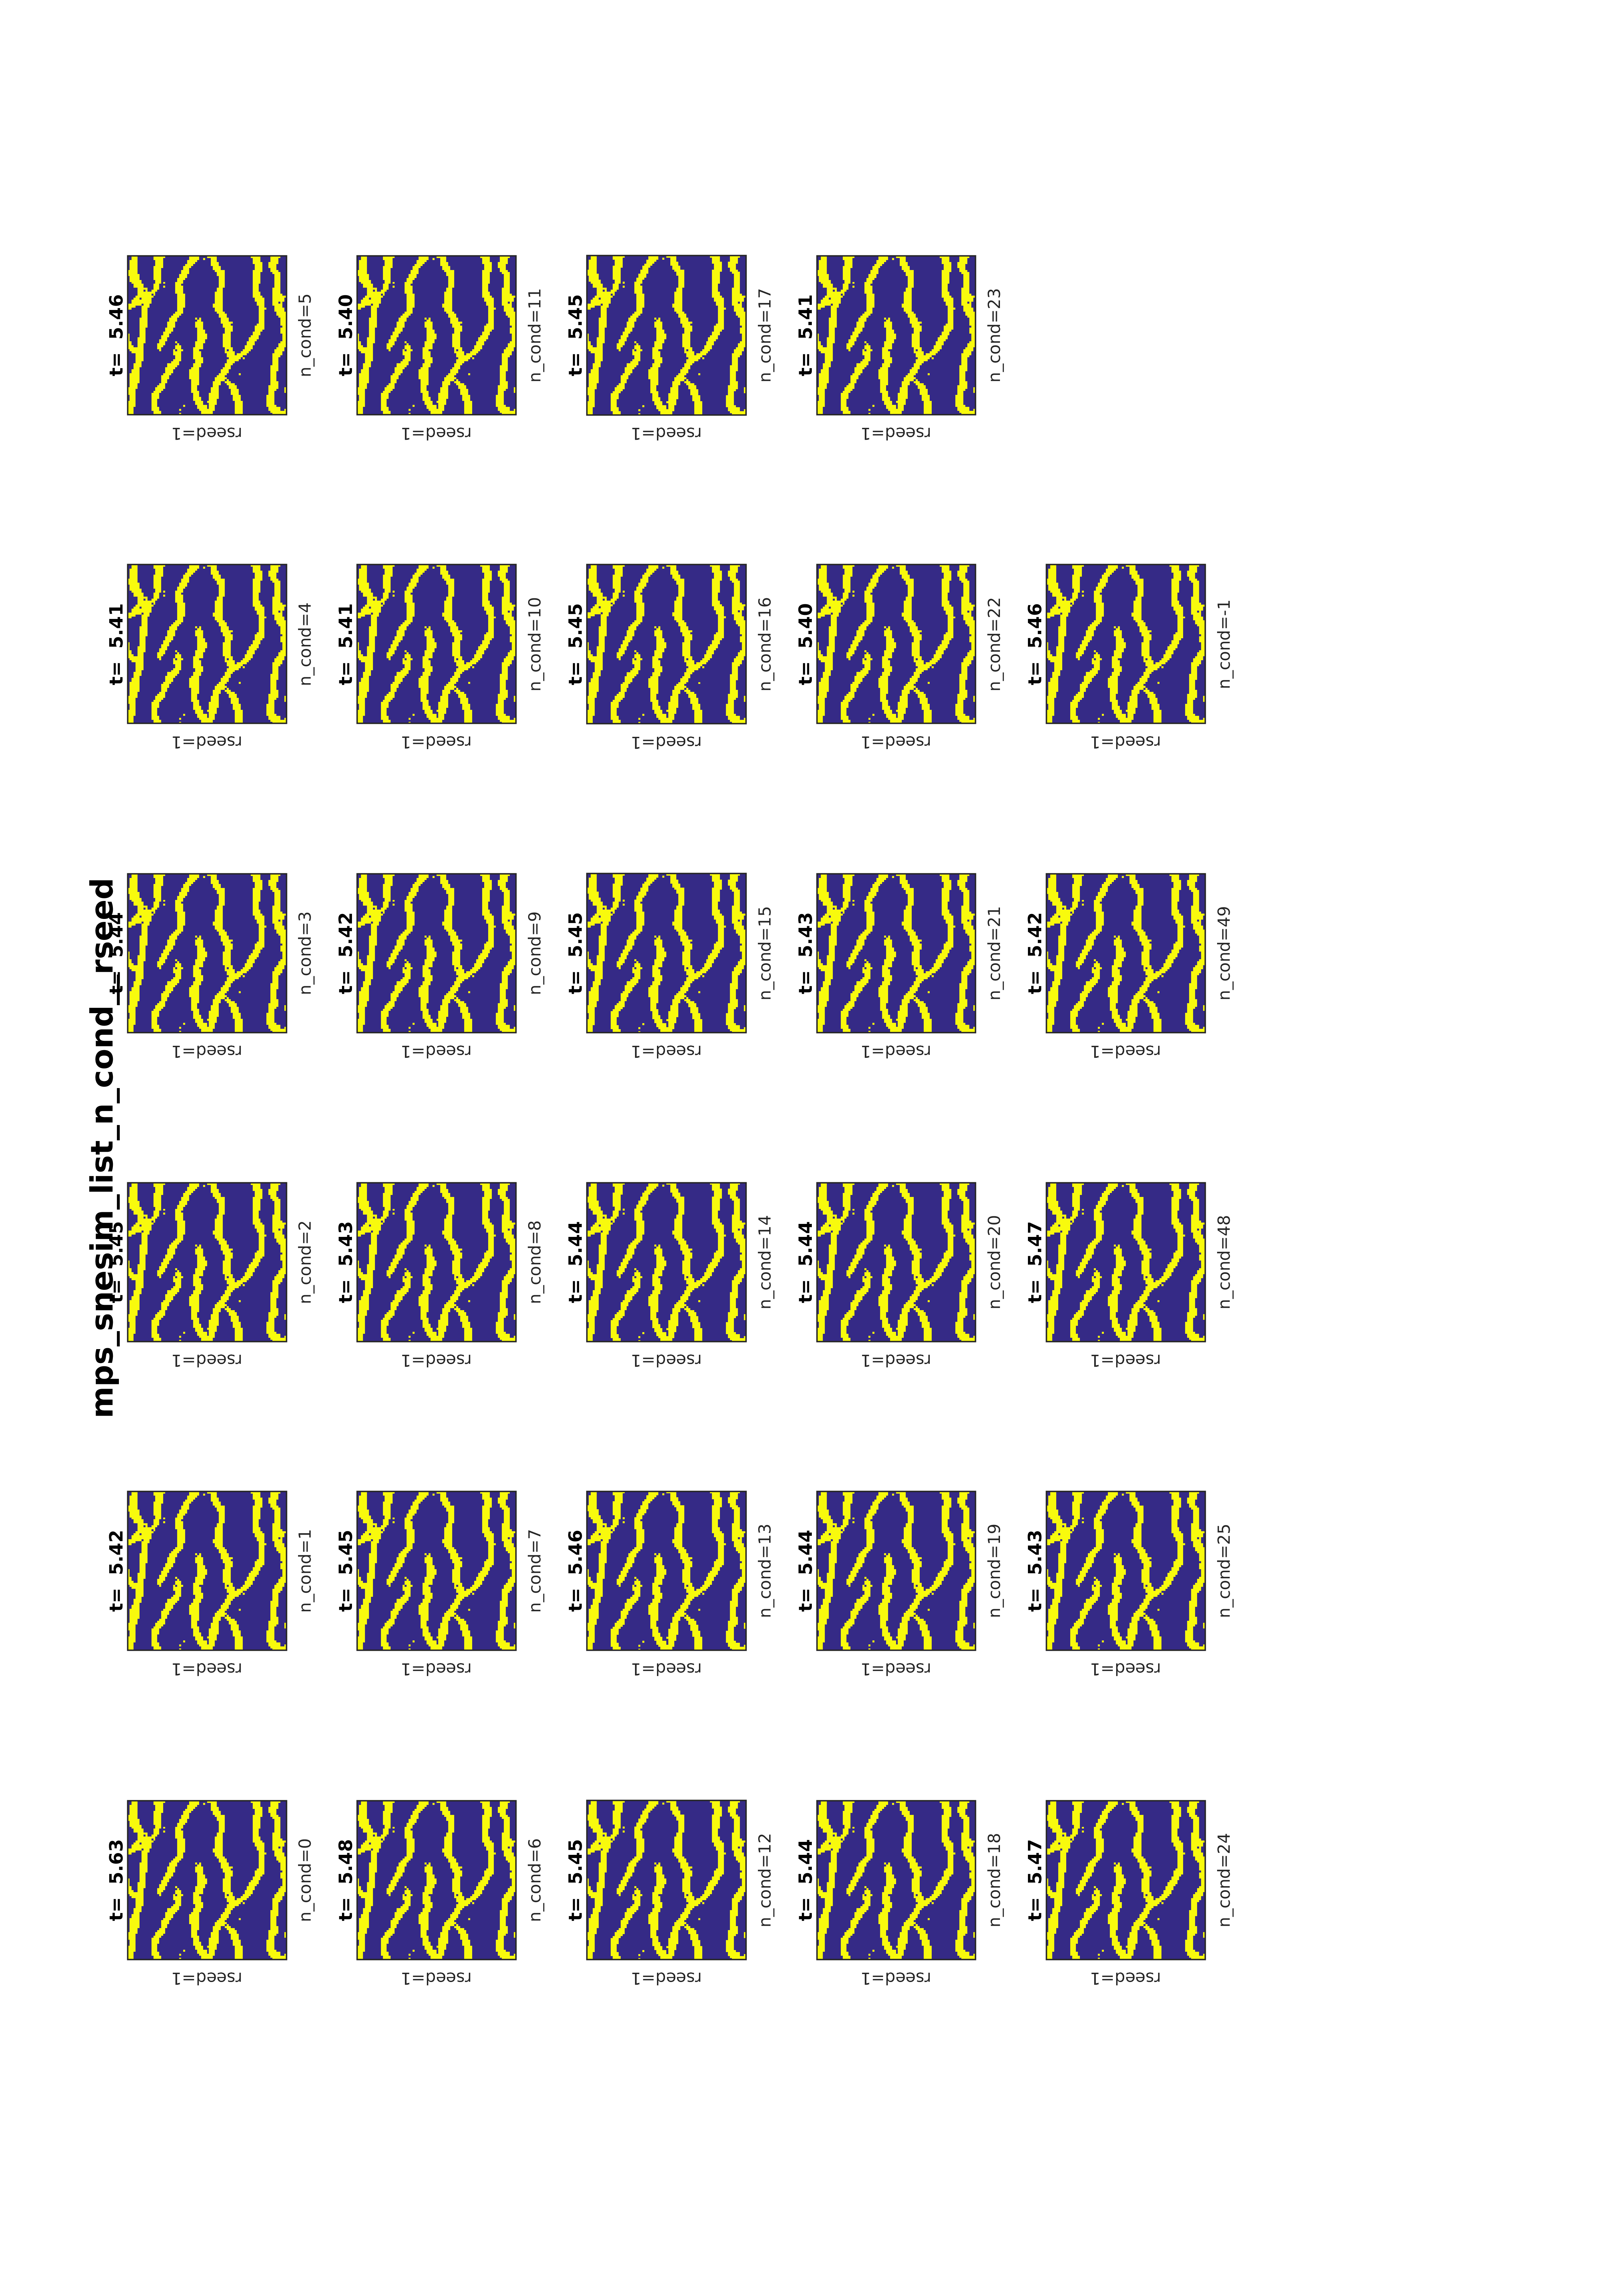 mps_snesim_list_n_cond_rseed
t= 5.63
rseed=1
n_cond=0
t= 5.42
rseed=1
n_cond=1
t= 5.45
rseed=1
n_cond=2
t= 5.44
rseed=1
n_cond=3
t= 5.41
rseed=1
n_cond=4
t= 5.46
rseed=1
n_cond=5
t= 5.48
rseed=1
n_cond=6
t= 5.45
rseed=1
n_cond=7
t= 5.43
rseed=1
n_cond=8
t= 5.42
rseed=1
n_cond=9
t= 5.41
rseed=1
n_cond=10
t= 5.40
rseed=1
n_cond=11
t= 5.45
rseed=1
n_cond=12
t= 5.46
rseed=1
n_cond=13
t= 5.44
rseed=1
n_cond=14
t= 5.45
rseed=1
n_cond=15
t= 5.45
rseed=1
n_cond=16
t= 5.45
rseed=1
n_cond=17
t= 5.44
rseed=1
n_cond=18
t= 5.44
rseed=1
n_cond=19
t= 5.44
rseed=1
n_cond=20
t= 5.43
rseed=1
n_cond=21
t= 5.40
rseed=1
n_cond=22
t= 5.41
rseed=1
n_cond=23
t= 5.47
rseed=1
n_cond=24
t= 5.43
rseed=1
n_cond=25
t= 5.47
rseed=1
n_cond=48
t= 5.42
rseed=1
n_cond=49
t= 5.46
rseed=1
n_cond=-1